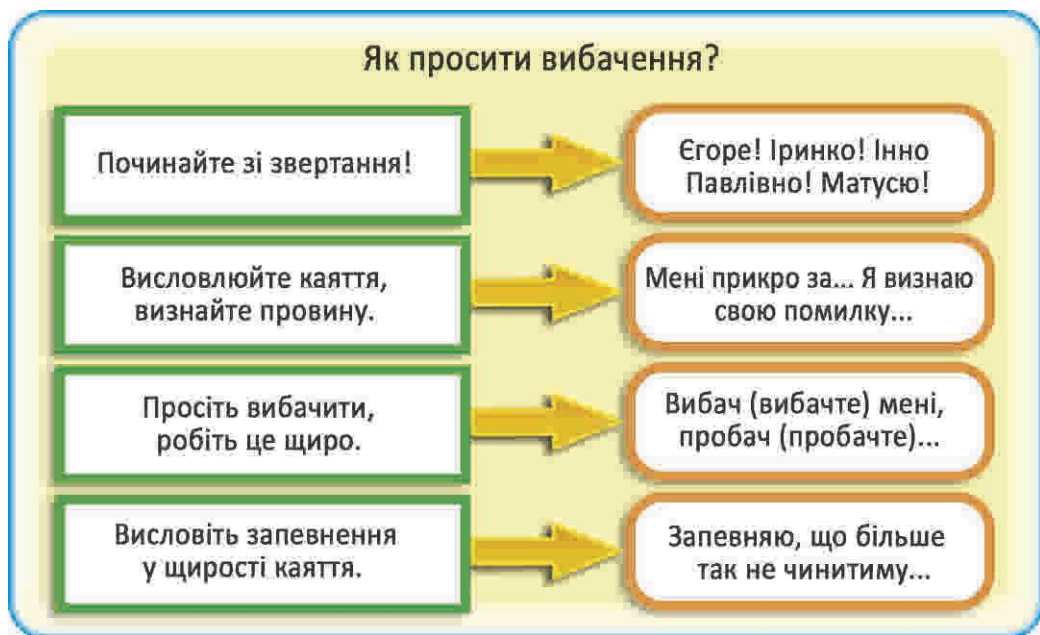 Як просити вибачення?
Починайте зі звертання!
Єгоре! Іринко! Інно
Павлівно! Матусю!
Висловлюйте каяття,
визнайте провину.
Мені прикро за... Я визнаю
свою помилку...
Просіть вибачити,
робіть це щиро.
Вибач (вибачте) мені,
пробач (пробачте)...
Висловіть запевнення
у щирості каяття.
Запевняю, що більше
так не чинитиму...